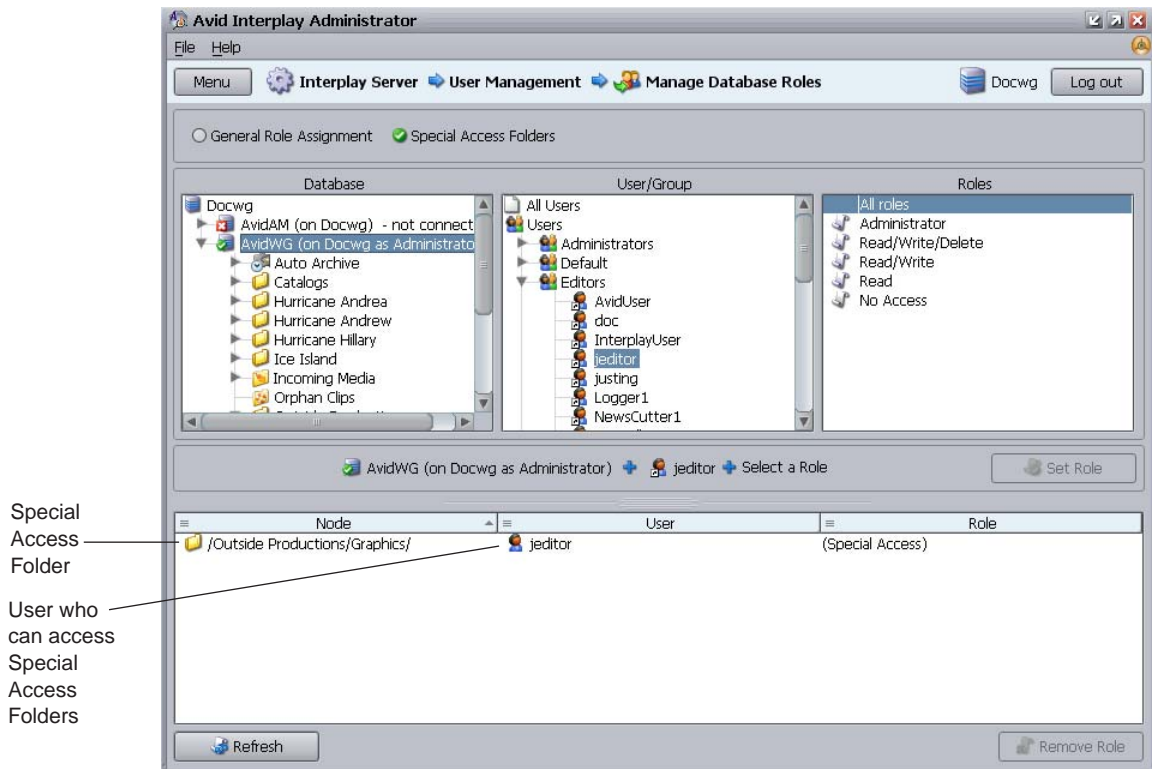 Avid Interplay Administrator
File Help
Menu Interplay Server User Management Manage Database Roles Docwg Log out
General Role Assignment Special Access Folders
Database
Docwg
AvidAM (on Docwg) - not connect
AvidWG (on Docwg as Administrato
Auto Archive
Catalogs
Hurricane Andrea
Hurricane Andrew
Hurricane Hillary
Ice Island
Incoming Media
Orphan Clips
User/Group
All Users
Users
Administrators
Default
Editors
AvidUser
doc
InterplayUser
jeditor
justing
Logger1
NewsCutter1
Roles
All roles
Administrator
Read/Write/Delete
Read/Write
Read
No Access
AvidWG (on Docwg as Administrator) jeditor Select a Role Set Role
Node User Role
/Outside Productions/Graphics/ jeditor (Special Access)
Refresh Remove Role
Special
Access
Folder
User who
can access
Special
Access
Folders